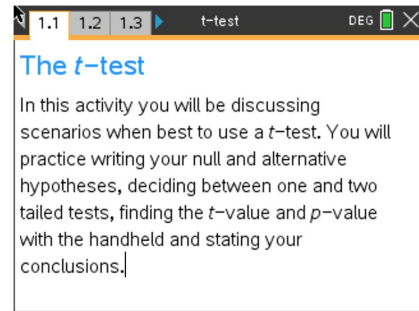 1.1 1.2 1.3 t-test DEG
The t-test
In this activity you will be discussing
scenarios when best to use a t-test. You will
practice writing your null and alternative
hypotheses, deciding between one and two
tailed tests, finding the t-value and p-value
with the handheld and stating your
conclusions.